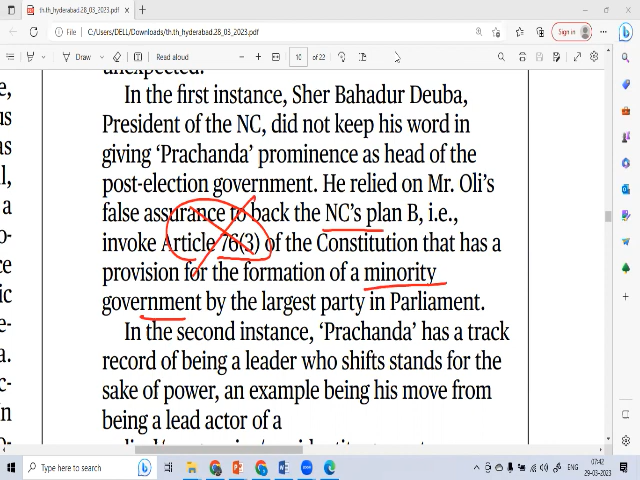 th.th_hyderabad.28_03_2023.pdf
File
C:/Users/DELL/Downloads/th.th_hyderabad.28_03_2023.pdf
Sign in
Draw
Read aloud
10 of 22
unexpected.
In the first instance, Sher Bahadur Deuba,
President of the NC, did not keep his word in
giving ‘Prachanda’ prominence as head of the
post-election government. He relied on Mr. Oli’s
false assurance to back the NC’s plan B, i.e.,
invoke Article 76(3) of the Constitution that has a
provision for the formation of a minority
government by the largest party in Parliament.
In the second instance, ‘Prachanda’ has a track
record of being a leader who shifts stands for the
sake of power, an example being his move from
being a lead actor of a
Type here to search
ENG
07:42
29-03-2023